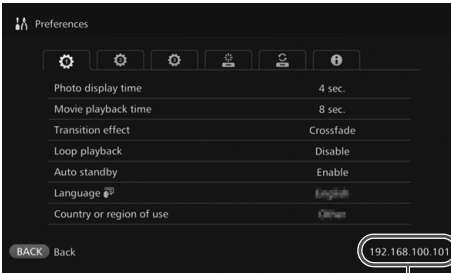 Preferences
Photo display time 4 sec.
Movie playback time 8 sec.
Transition effect Crossfade
Loop playback Disable
Auto standby Enable
Language
Country or region of use
BACK Back 192.168.100.101